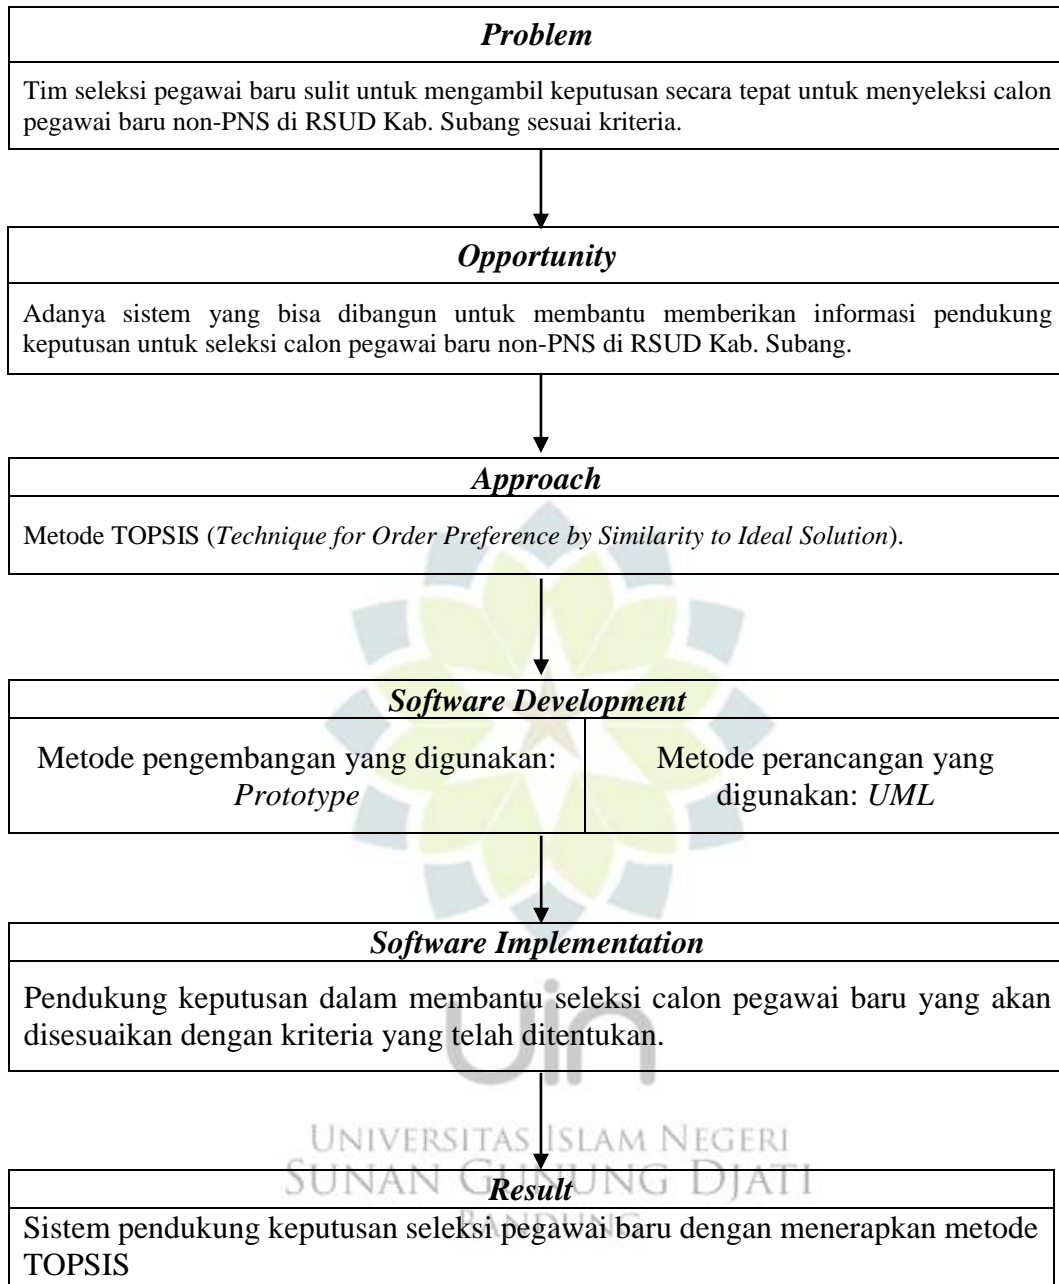 Problem
Tim seleksi pegawai baru sulit untuk mengambil keputusan secara tepat untuk menyeleksi calon
pegawai baru non-PNS di RSUD Kab. Subang sesuai kriteria.
Opportunity
Adanya sistem yang bisa dibangun untuk membantu memberikan informasi pendukung
keputusan untuk seleksi calon pegawai baru non-PNS di RSUD Kab. Subang.
Approach
Metode TOPSIS (Technique for Order Preference by Similarity to Ideal Solution).
Software Development
Metode pengembangan yang digunakan:
Prototype
Metode perancangan yang
digunakan: UML
Software Implementation
Pendukung keputusan dalam membantu seleksi calon pegawai baru yang akan
disesuaikan dengan kriteria yang telah ditentukan.
uin
UNIVERSITAS ISLAM NEGERI
SUNAN GUNUNG DJATI
BANDUNG
Result
Sistem pendukung keputusan seleksi pegawai baru dengan menerapkan metode
TOPSIS